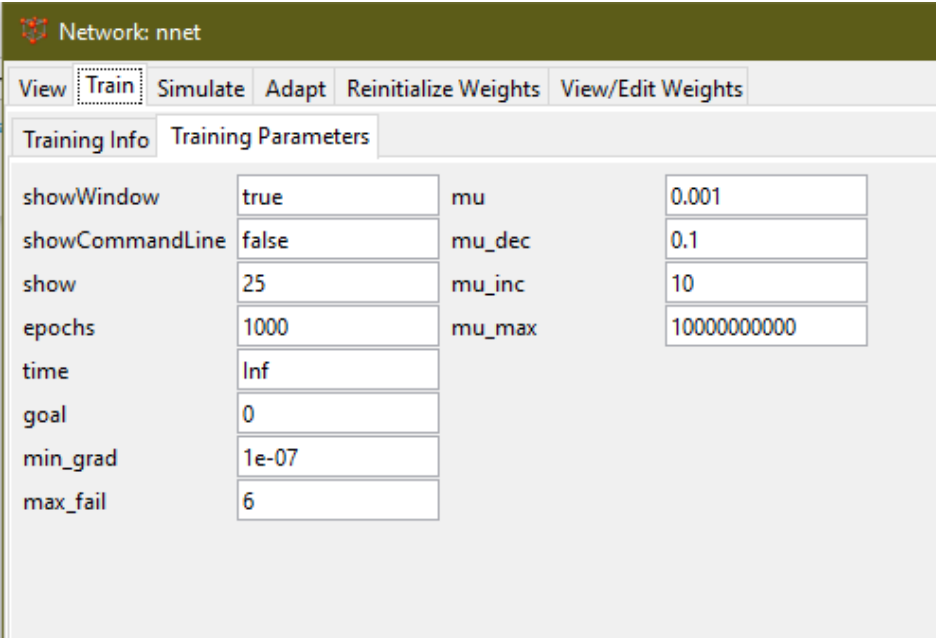 Network: nnet
View Train Simulate Adapt Reinitialize Weights View/Edit Weights
Training Info Training Parameters
showWindow true mu 0.001
showCommandLine false mu_dec 0.1
show 25 mu_inc 10
epochs 1000 mu_max 10000000000
time Inf
goal 0
min_grad 1e-07
max_fail 6